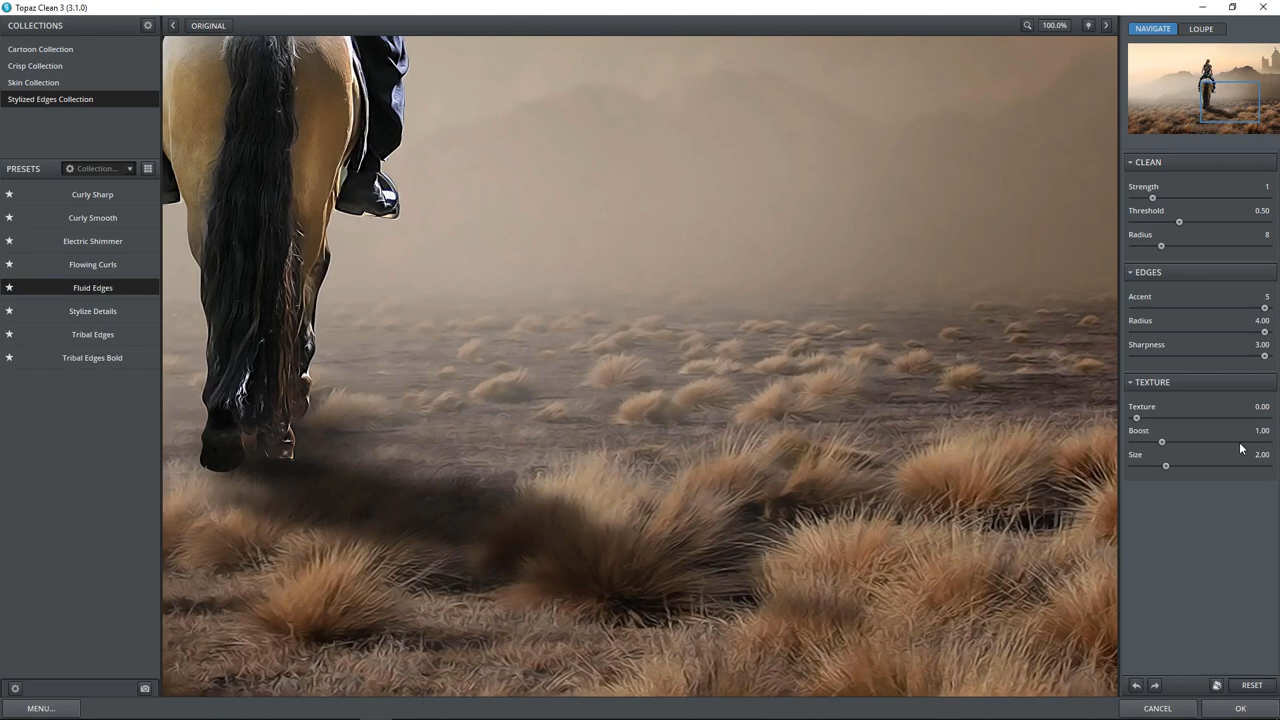 Topaz Clean 3 (3.1.0)
COLLECTIONS
Cartoon Collection
Crisp Collection
Skin Collection
Stylized Edges Collection
PRESETS
Collection...
Curly Sharp
Curly Smooth
Electric Shimmer
Flowing Curls
Fluid Edges
Stylize Details
Tribal Edges
Tribal Edges Bold
MENU...
ORIGINAL
100.0%
NAVIGATE
LOUPE
CLEAN
Strength 1
Threshold 0.50
Radius 8
EDGES
Accent 5
Radius 4.00
Sharpness 3.00
TEXTURE
Texture 0.00
Boost 1.00
Size 2.00
RESET
CANCEL
OK